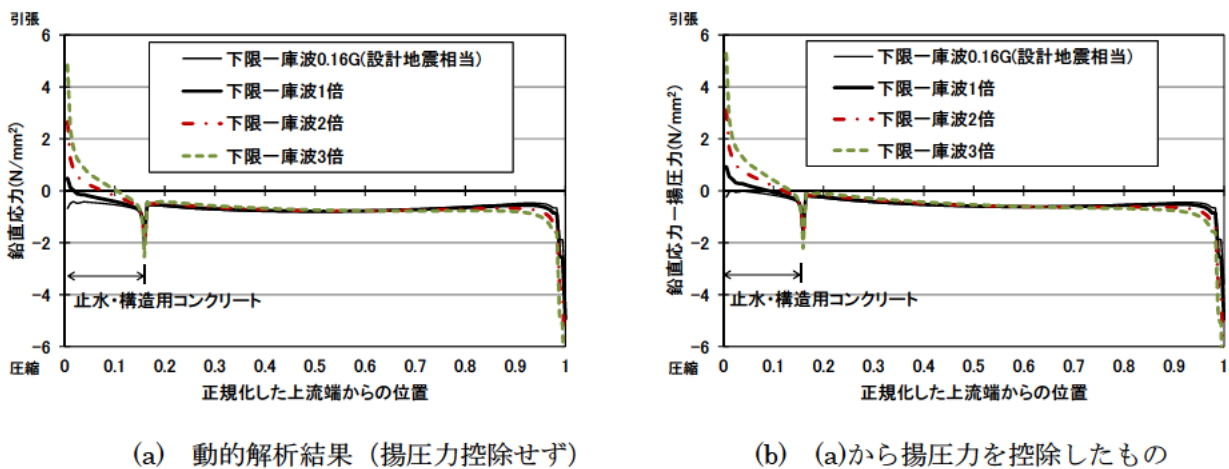 引張
6
4
2
0
−2
−4
−6
圧縮
鉛直応力(N/mm²)
下限一庫波0.16G(設計地震相当)
下限一庫波1倍
下限一庫波2倍
下限一庫波3倍
止水・構造用コンクリート
0 0.1 0.2 0.3 0.4 0.5 0.6 0.7 0.8 0.9 1
正規化した上流端からの位置
(a) 動的解析結果（揚圧力控除せず）
引張
6
4
2
0
−2
−4
−6
圧縮
鉛直応力ー揚圧力(N/mm²)
下限一庫波0.16G(設計地震相当)
下限一庫波1倍
下限一庫波2倍
下限一庫波3倍
止水・構造用コンクリート
0 0.1 0.2 0.3 0.4 0.5 0.6 0.7 0.8 0.9 1
正規化した上流端からの位置
(b) (a)から揚圧力を控除したもの